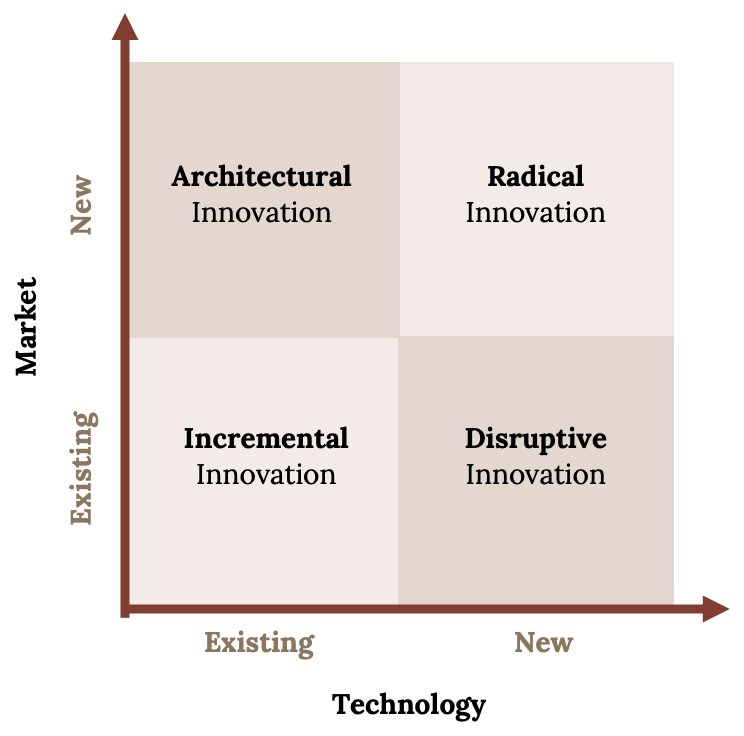 New
Architectural
Innovation
Radical
Innovation
Market
Existing
Incremental
Innovation
Disruptive
Innovation
Existing
New
Technology